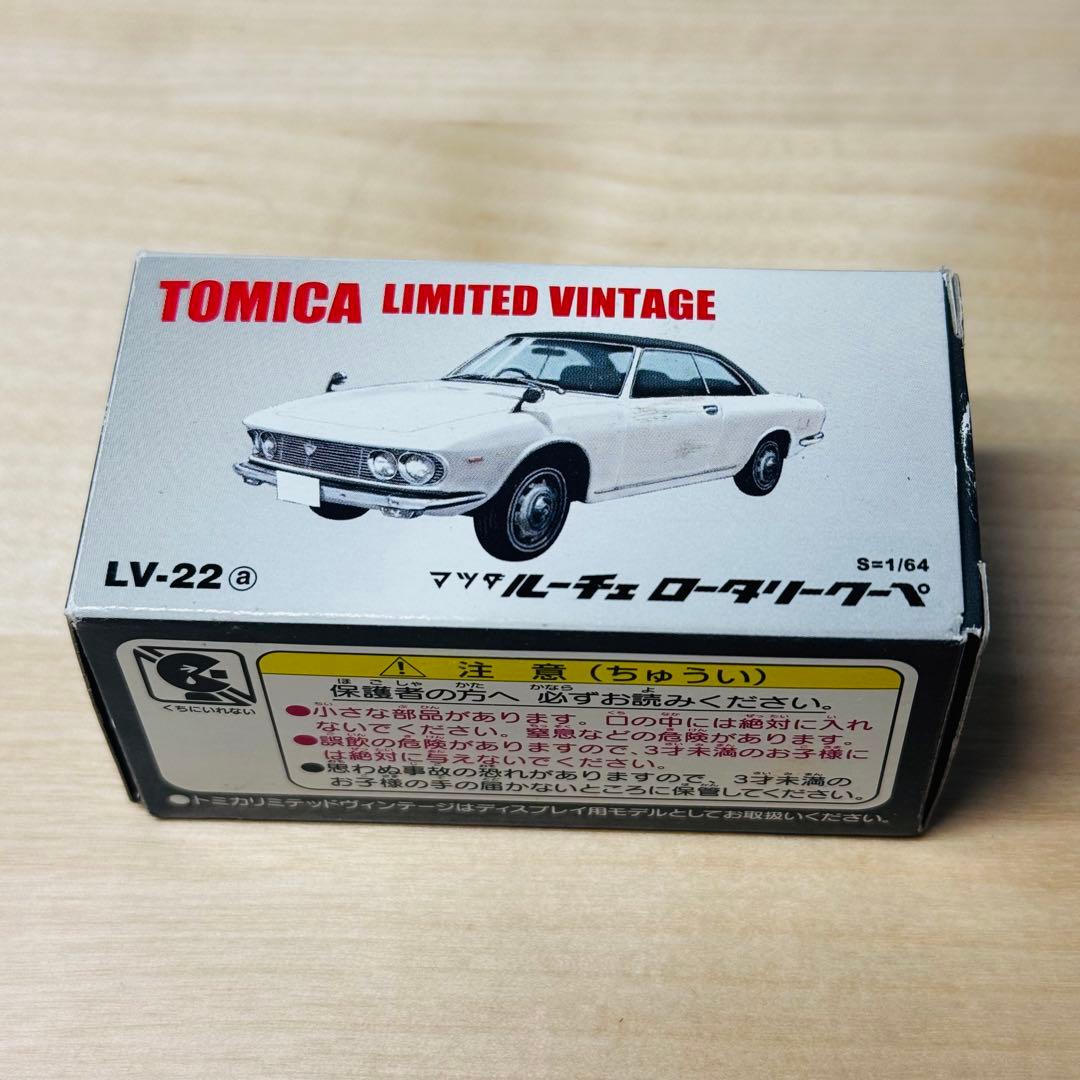 TOMICA LIMITED VINTAGE
LV-22 ⓐ
S=1/64
マツダ ルーチェ ロータリークーペ
くちにいれない
⚠ 注意(ちゅうい)
保護者の方へ 必ずお読みください。
●小さな部品があります。口の中には絶対に入れ
ないでください。窒息などの危険があります。
●誤飲の危険がありますので、3才未満のお子様に
は絶対に与えないでください。
●思わぬ事故の恐れがありますので、3才未満の
お子様の手の届かないところに保管してください。
●トミカリミテッドヴィンテージはディスプレイ用モデルとしてお取扱いください。